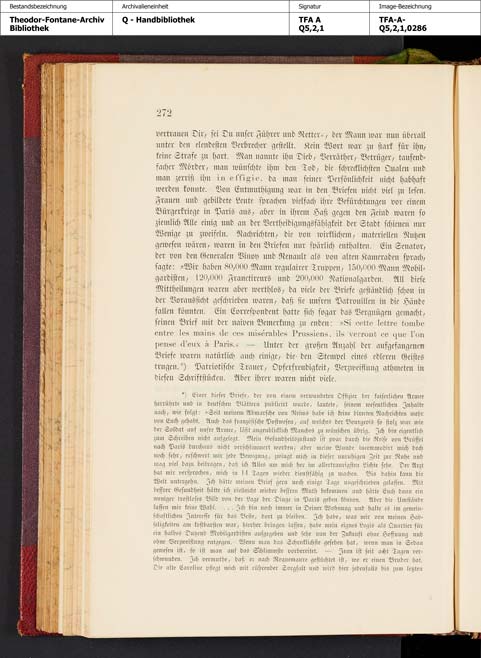 Bestandsbezeichnung
Archivalieneinheit
Signatur
Image-Bezeichnung
Theodor-Fontane-Archiv
Bibliothek
Q - Handbibliothek
TFA A
Q5,2,1
TFA-A-
Q5,2,1,0286
272
vertrauen Dir, sei Du unser Führer und Retter«, der Mann war nun überall
unter den elendesten Verbrecher gestellt. Kein Wort war zu stark für ihn,
keine Strafe zu hart. Man nannte ihn Dieb, Verräther, Betrüger, tausend-
facher Mörder, man wünschte ihm den Tod, die schrecklichsten Qualen und
man zerriß ihn in effigie, da man seiner Persönlichkeit nicht habhaft
werden konnte. Von Entmuthigung war in den Briefen nicht viel zu lesen.
Frauen und gebildete Leute sprachen vielfach ihre Befürchtungen vor einem
Bürgerkriege in Paris aus, aber in ihrem Haß gegen den Feind waren so
ziemlich Alle einig und an der Vertheidigungsfähigkeit der Stadt schienen nur
Wenige zu zweifeln. Nachrichten, die von wirklichem, materiellen Nutzen
gewesen wären, waren in den Briefen nur spärlich enthalten. Ein Senator,
der von den Generalen Vinoy und Renault als von alten Kameraden sprach,
sagte: »Wir haben 80,000 Mann regulairer Truppen, 150,000 Mann Mobil-
gardisten, 120,000 Franctireurs und 200,000 Nationalgarden. All diese
Mittheilungen waren aber werthlos, da viele der Briefe geständlich schon in
der Voraussicht geschrieben waren, daß sie unsren Patrouillen in die Hände
fallen könnten. Ein Correspondent hatte sich sogar das Vergnügen gemacht,
seinen Brief mit der naiven Bemerkung zu enden: »Si cette lettre tombe
entre les mains de ces misérables Prussiens, ils verront ce que l'on
pense d'eux à Paris.« — Unter der großen Anzahl der aufgefangenen
Briefe waren natürlich auch einige, die den Stempel eines edleren Geistes
trugen.*) Patriotische Trauer, Opferfreudigkeit, Verzweiflung athmeten in
diesen Schriftstücken. Aber ihrer waren nicht viele.
*) Einer dieser Briefe, der von einem verwundeten Offizier der kaiserlichen Armee
herrührte und in deutschen Blättern publicirt wurde, lautete, seinem wesentlichen Inhalte
nach, wie folgt: »Seit meinem Abmarsche von Reims habe ich keine directen Nachrichten mehr
von Euch gehabt. Auch das französische Postwesen, auf welches der Bourgeois so stolz war wie
der Soldat auf unsre Armee, läßt augenblicklich Manches zu wünschen übrig. Ich bin eigentlich
zum Schreiben nicht aufgelegt. Mein Gesundheitszustand ist zwar durch die Reise von Brüssel
nach Paris durchaus nicht verschlimmert worden, aber meine Wunde incommodirt mich doch
noch sehr, erschwert mir jede Bewegung, zwingt mich in dieser unruhigen Zeit zur Ruhe und
mag viel dazu beitragen, daß ich Alles um mich her im allertraurigsten Lichte sehe. Der Arzt
hat mir versprochen, mich in 14 Tagen wieder dienstfähig zu machen. Bis dahin kann die
Welt untergehn. Ich hätte meinen Brief gern noch einige Tage aufgeschoben gelassen. Mit
bessrer Gesundheit hätte ich vielleicht wieder bessren Muth bekommen und hätte Euch dann ein
weniger trostloses Bild von der Lage der Dinge in Paris geben können. Aber die Umstände
lassen mir keine Wahl. . . . . Ich bin noch immer in Deiner Wohnung und halte es im gemein-
schaftlichen Interesse für das Beste, dort zu bleiben. Ich habe, was mir von meinen Hab-
seligkeiten am kostbarsten war, hierher bringen lassen, habe mein eignes Logis als Quartier für
ein halbes Dutzend Mobilgardisten aufgegeben und sehe nun der Zukunft ohne Hoffnung und
ohne Verzweiflung entgegen. Wenn man das Schrecklichste gesehen hat, wenn man in Sedan
gewesen ist, so ist man auf das Schlimmste vorbereitet. — Jean ist seit acht Tagen ver-
schwunden. Ich vermuthe, daß er nach Roquemaure geflüchtet ist, wo er einen Bruder hat.
Die alte Caroline pflegt mich mit rührender Sorgfalt und wird hier jedenfalls bis zum letzten